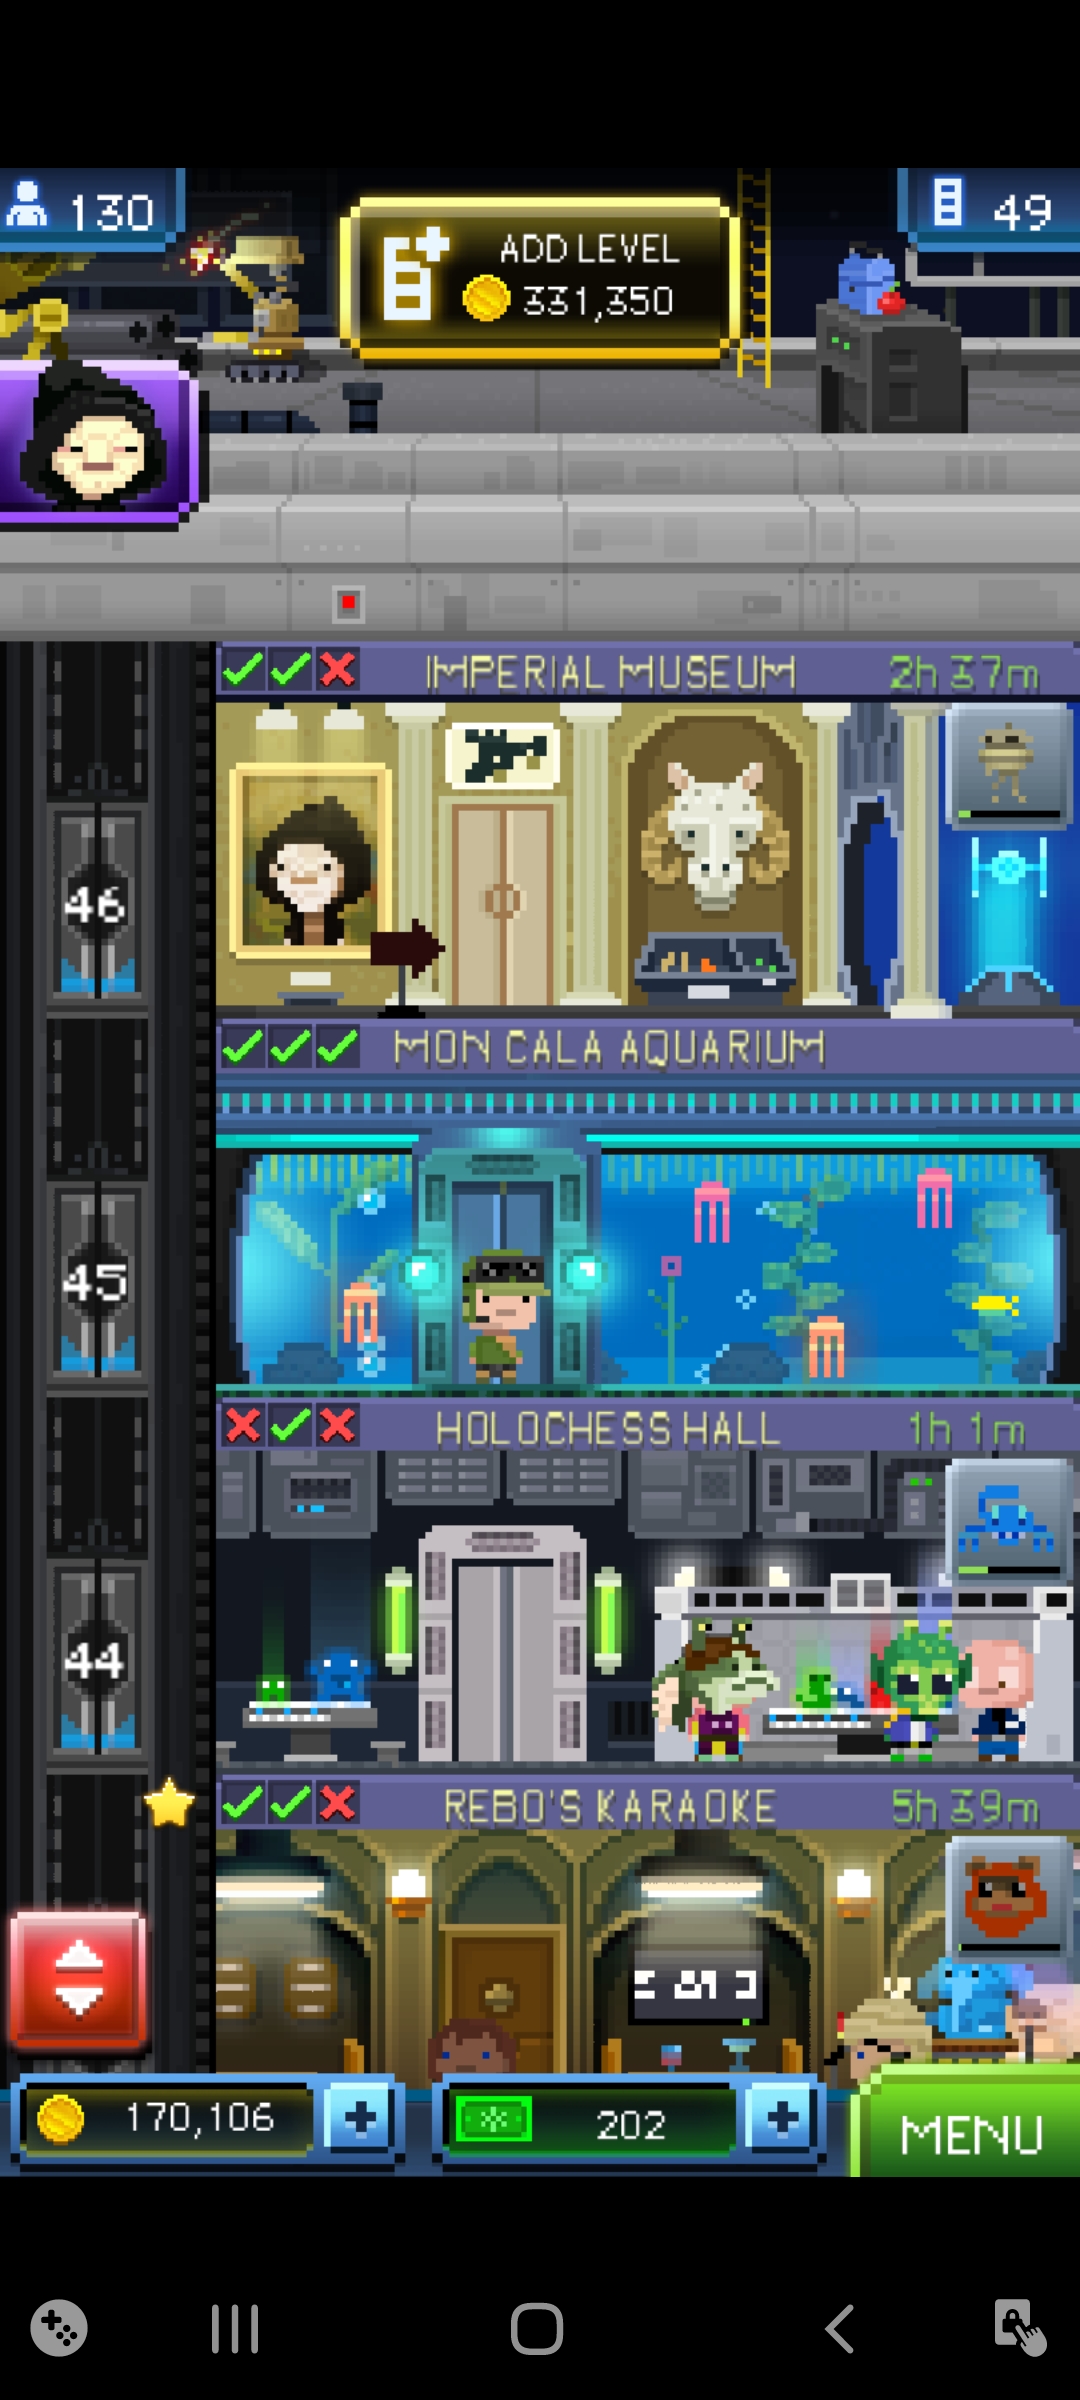 130
ADD LEVEL
331,350
49
IMPERIAL MUSEUM 2h 37m
46
MON CALA AQUARIUM
45
HOLOCHESS HALL 1h 1m
44
REBO'S KARAOKE 5h 39m
170,106
202
MENU